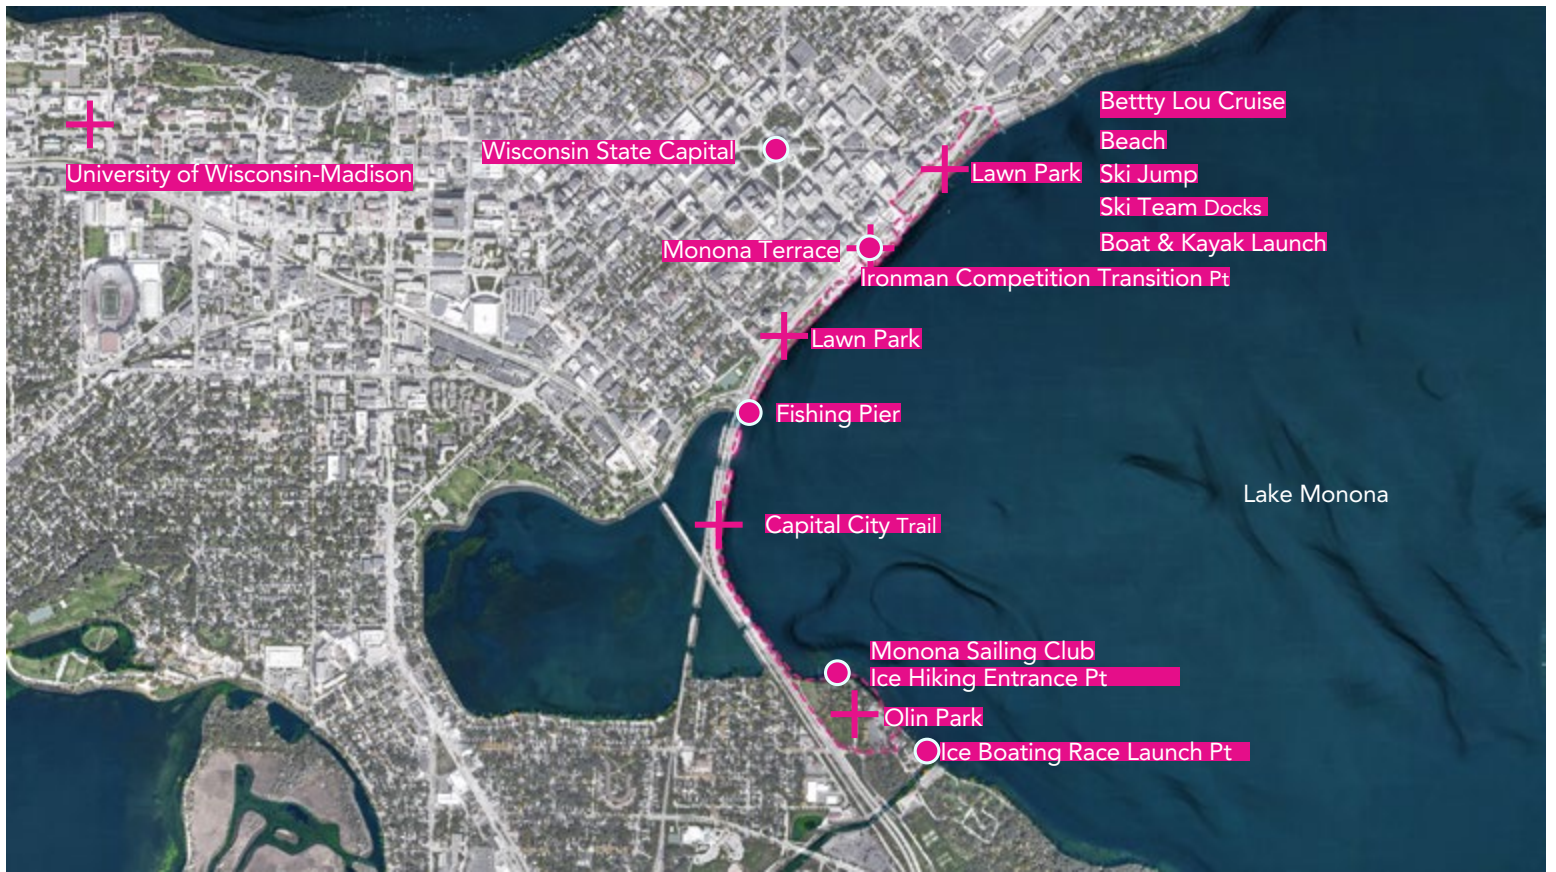 Bettty Lou Cruise
Beach
Wisconsin State Capital
University of Wisconsin-Madison
Lawn Park
Ski Jump
Ski Team Docks
Monona Terrace
Boat & Kayak Launch
Ironman Competition Transition Pt
Lawn Park
Fishing Pier
Lake Monona
Capital City Trail
Monona Sailing Club
Ice Hiking Entrance Pt
Olin Park
Ice Boating Race Launch Pt